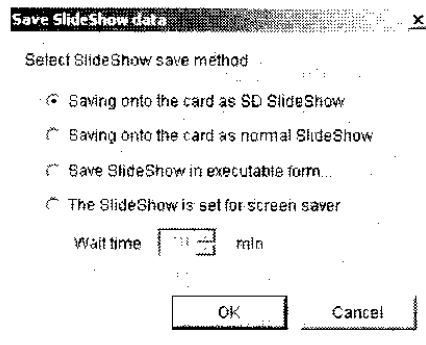 Save SlideShow data
Select SlideShow save method
Saving onto the card as SD SlideShow
Saving onto the card as normal SlideShow
Save SlideShow in executable form...
The SlideShow is set for screen saver
Wait time min
OK Cancel